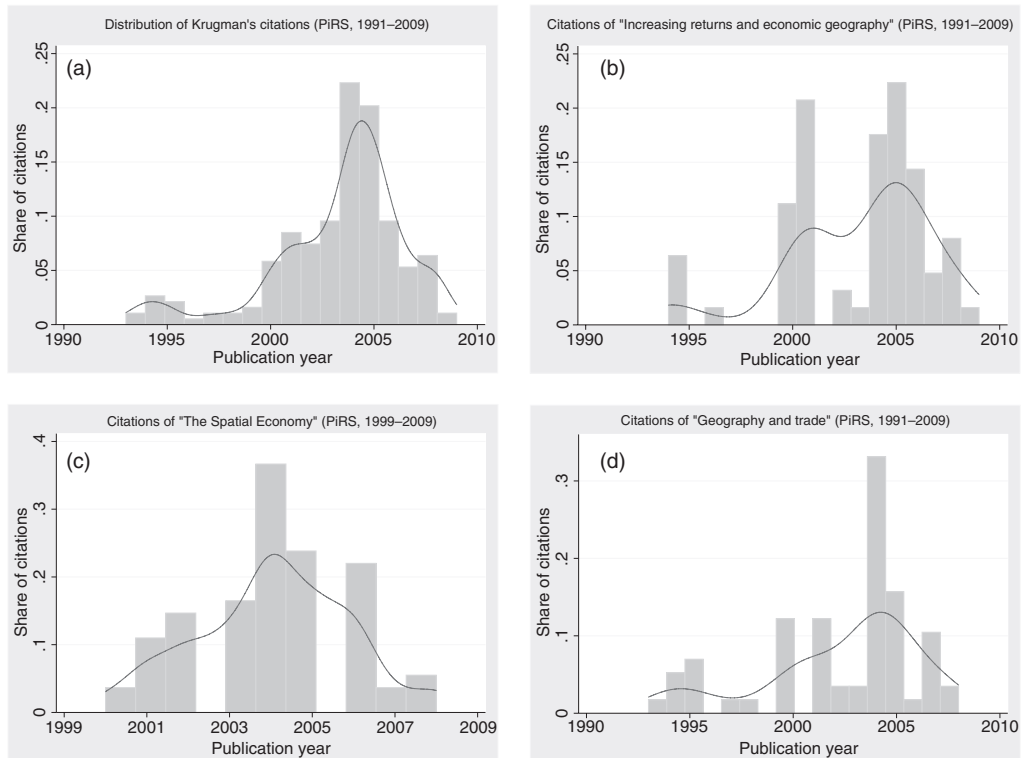 Distribution of Krugman's citations (PiRS, 1991–2009)
(a)
Share of citations
.25
.2
.15
.1
.05
0
1990 1995 2000 2005 2010
Publication year
Citations of "Increasing returns and economic geography" (PiRS, 1991–2009)
(b)
Share of citations
.25
.2
.15
.1
.05
0
1990 1995 2000 2005 2010
Publication year
Citations of "The Spatial Economy" (PiRS, 1999–2009)
(c)
Share of citations
.4
.3
.2
.1
0
1999 2001 2003 2005 2007 2009
Publication year
Citations of "Geography and trade" (PiRS, 1991–2009)
(d)
Share of citations
.3
.2
.1
0
1990 1995 2000 2005 2010
Publication year